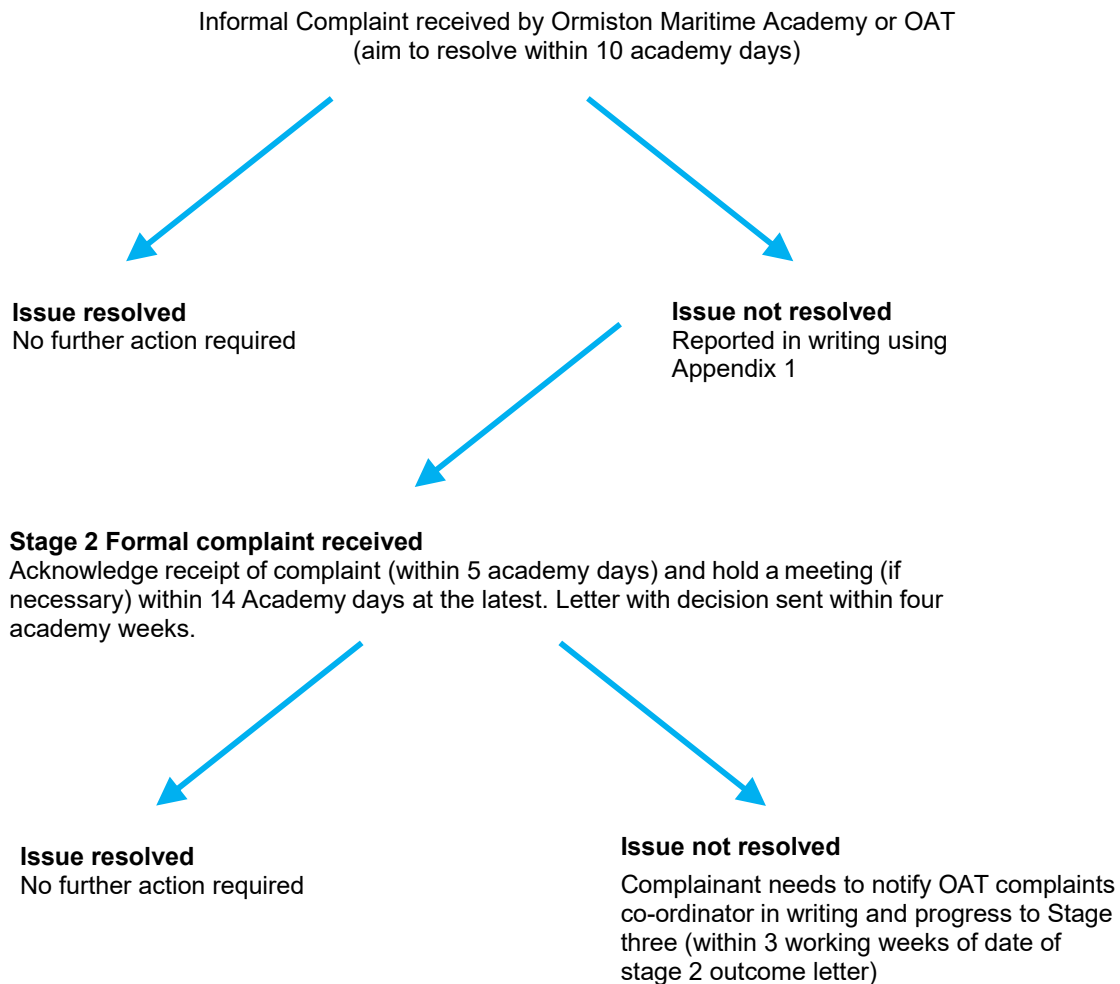 Informal Complaint received by Ormiston Maritime Academy or OAT
(aim to resolve within 10 academy days)
Issue resolved
No further action required
Issue not resolved
Reported in writing using
Appendix 1
Stage 2 Formal complaint received
Acknowledge receipt of complaint (within 5 academy days) and hold a meeting (if
necessary) within 14 Academy days at the latest. Letter with decision sent within four
academy weeks.
Issue resolved
No further action required
Issue not resolved
Complainant needs to notify OAT complaints
co-ordinator in writing and progress to Stage
three (within 3 working weeks of date of
stage 2 outcome letter)